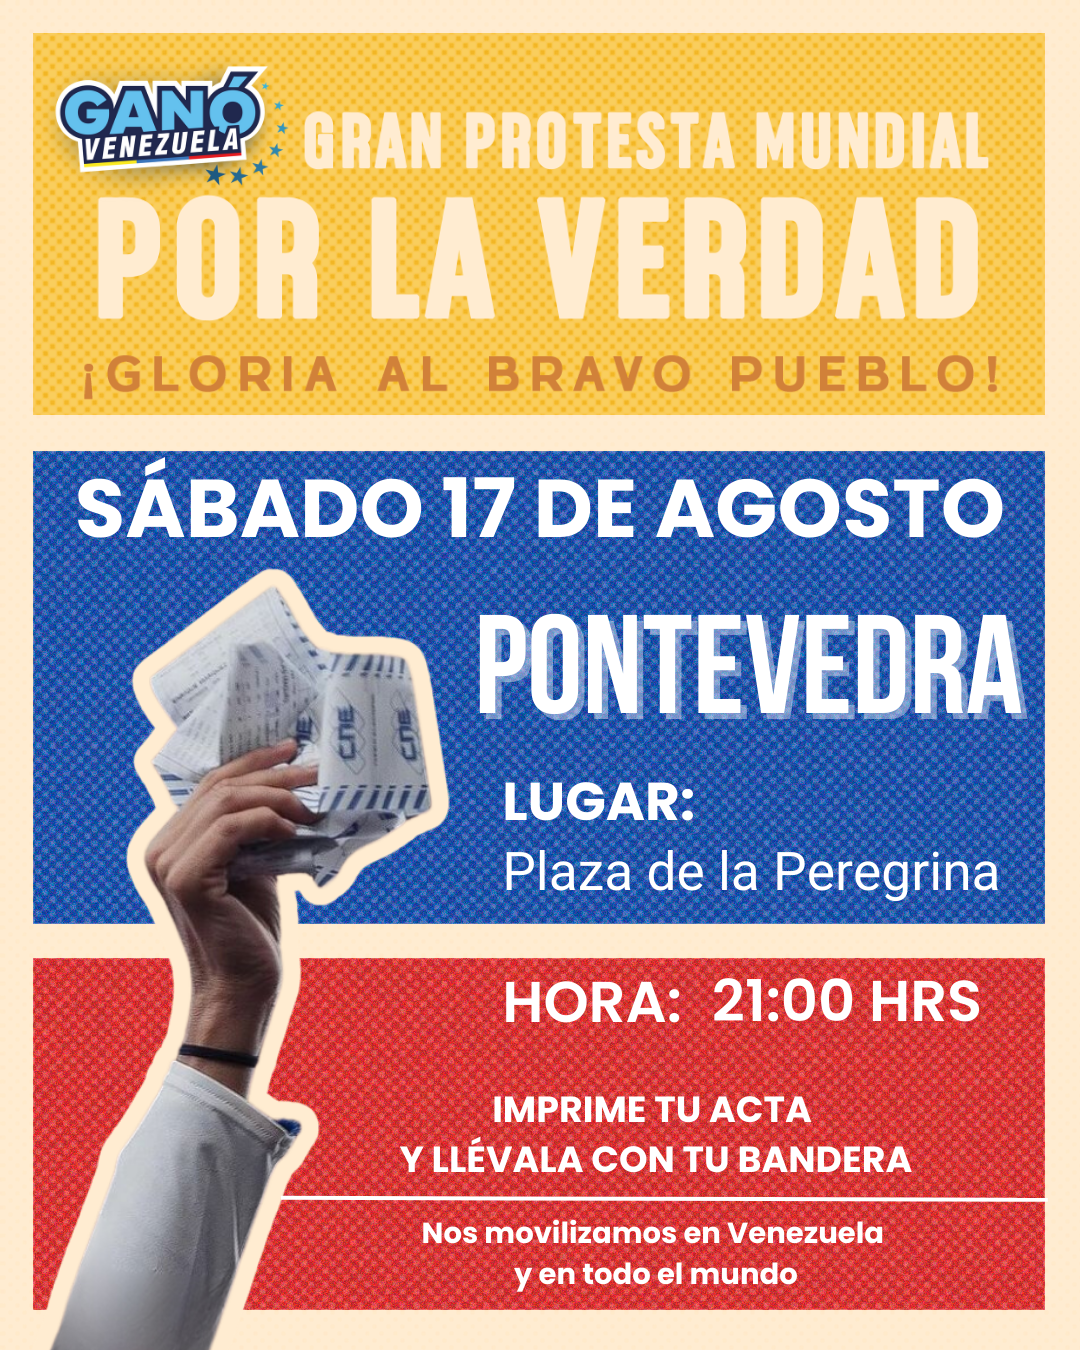 GANÓ
VENEZUELA
GRAN PROTESTA MUNDIAL
POR LA VERDAD
¡GLORIA AL BRAVO PUEBLO!
SÁBADO 17 DE AGOSTO
PONTEVEDRA
CNE
CNE
LUGAR:
Plaza de la Peregrina
HORA: 21:00 HRS
IMPRIME TU ACTA
Y LLÉVALA CON TU BANDERA
Nos movilizamos en Venezuela
y en todo el mundo